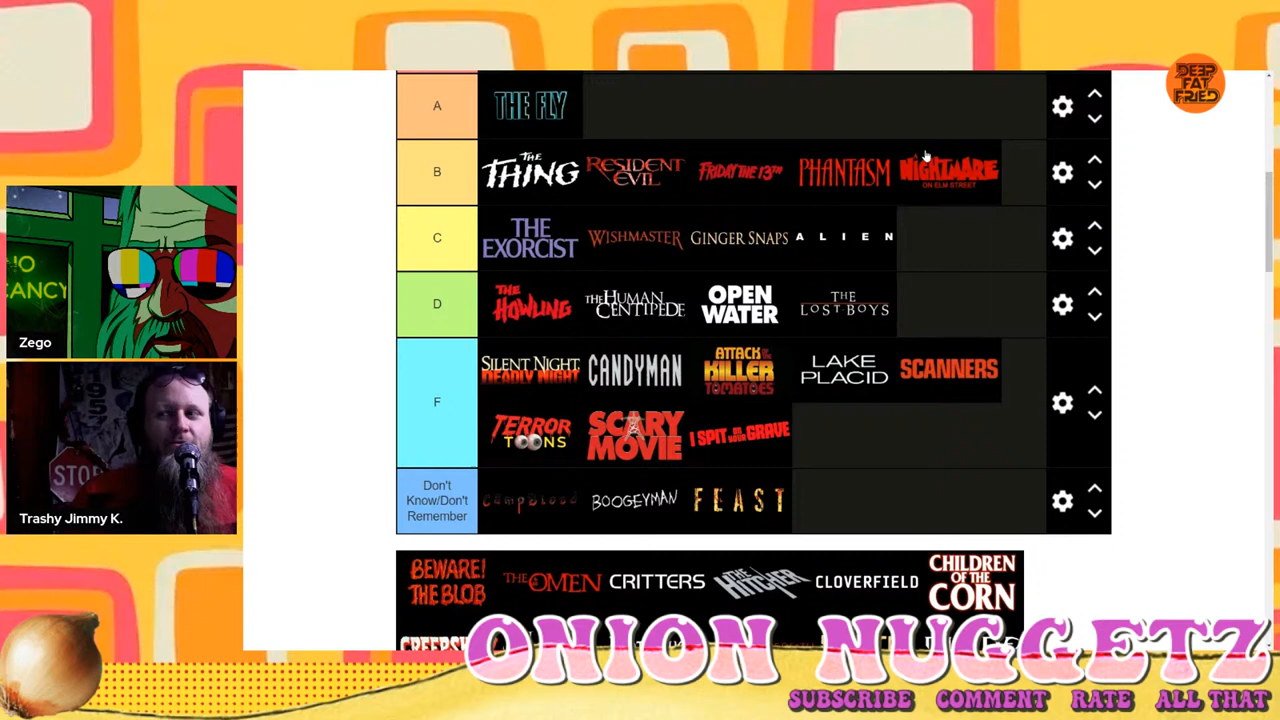 DEEP
FAT
FRIED
A
THE FLY
B
THE THING
RESIDENT EVIL
FRIDAY THE 13TH
PHANTASM
A NIGHTMARE ON ELM STREET
C
THE EXORCIST
WISHMASTER
GINGER SNAPS
ALIEN
D
THE HOWLING
THE HUMAN CENTIPEDE
OPEN WATER
THE LOST BOYS
F
SILENT NIGHT, DEADLY NIGHT
CANDYMAN
ATTACK OF THE KILLER TOMATOES
LAKE PLACID
SCANNERS
TERROR TOONS
SCARY MOVIE
I SPIT ON YOUR GRAVE
Don't
Know/Don't
Remember
CAMP BLOOD
BOOGEYMAN
FEAST
BEWARE! THE BLOB
THE OMEN
CRITTERS
THE HITCHER
CLOVERFIELD
CHILDREN OF THE CORN
NO
VACANCY
Zego
STOP
Trashy Jimmy K.
ONION NUGGETZ
SUBSCRIBE COMMENT RATE ALL THAT